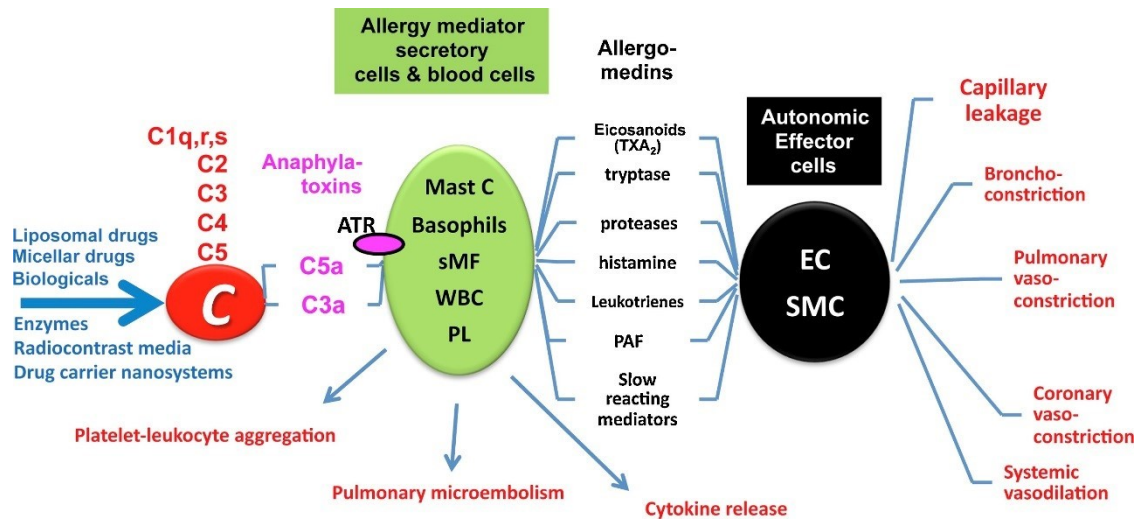 Allergy mediator
secretory
cells & blood cells
Allergo-
medins
Autonomic
Effector
cells
C1q,r,s
C2
C3
C4
C5
Anaphyla-
toxins
ATR
Liposomal drugs
Micellar drugs
Biologicals
Enzymes
Radiocontrast media
Drug carrier nanosystems
C
C5a
C3a
Mast C
Basophils
sMF
WBC
PL
Eicosanoids
(TXA₂)
tryptase
proteases
histamine
Leukotrienes
PAF
Slow
reacting
mediators
EC
SMC
Capillary
leakage
Broncho-
constriction
Pulmonary
vaso-
constriction
Coronary
vaso-
constriction
Systemic
vasodilation
Platelet-leukocyte aggregation
Pulmonary microembolism
Cytokine release